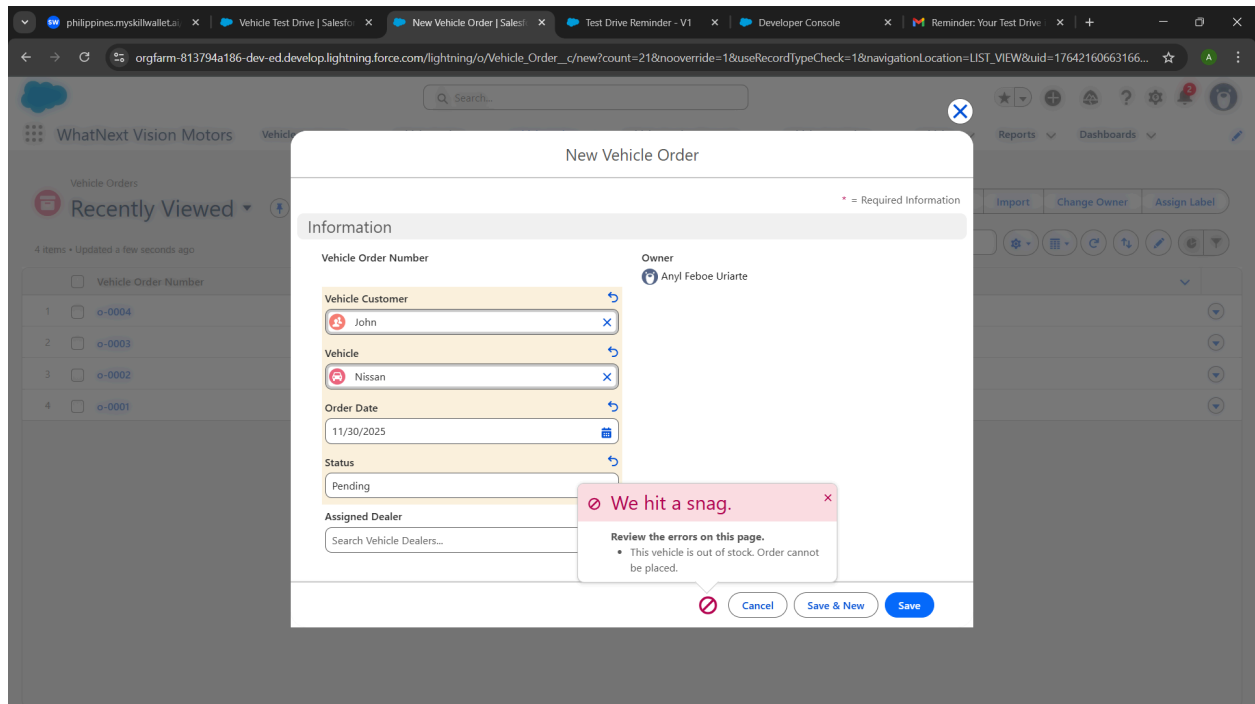 philippines.myskillwallet.ai
Vehicle Test Drive | Salesfo
New Vehicle Order | Salesf
Test Drive Reminder - V1
Developer Console
Reminder: Your Test Drive
orgfarm-813794a186-dev-ed.develop.lightning.force.com/lightning/o/Vehicle_Order__c/new?count=21&nooverride=1&useRecordTypeCheck=1&navigationLocation=LIST_VIEW&uid=17642160663166...
A
Search...
WhatNext Vision Motors
Reports
Dashboards
New Vehicle Order
* = Required Information
Vehicle Orders
Recently Viewed
Import
Change Owner
Assign Label
4 items • Updated a few seconds ago
Information
Vehicle Order Number
Vehicle Order Number
Owner
Anyl Feboe Uriarte
Vehicle Customer
John
Vehicle
Nissan
Order Date
11/30/2025
Status
Pending
Assigned Dealer
Search Vehicle Dealers...
1 o-0004
2 o-0003
3 o-0002
4 o-0001
We hit a snag.
Review the errors on this page.
• This vehicle is out of stock. Order cannot
be placed.
Cancel
Save & New
Save